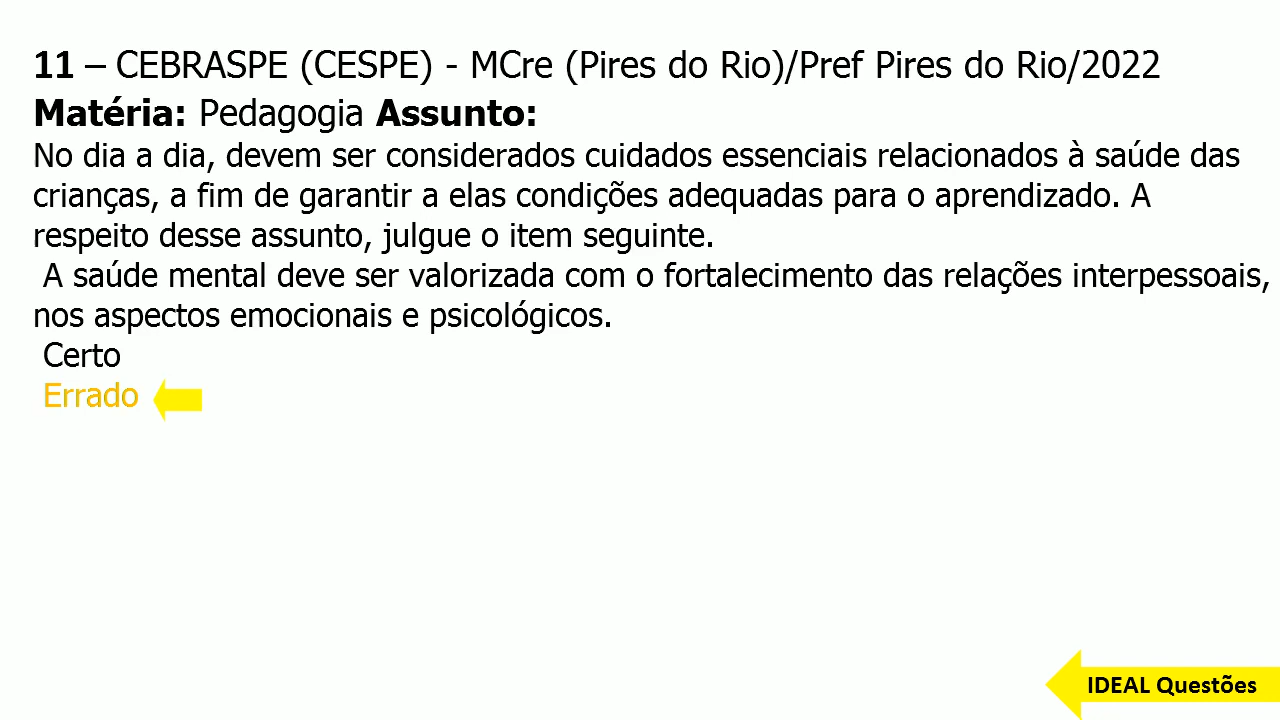 11 – CEBRASPE (CESPE) - MCre (Pires do Rio)/Pref Pires do Rio/2022
Matéria: Pedagogia Assunto:
No dia a dia, devem ser considerados cuidados essenciais relacionados à saúde das
crianças, a fim de garantir a elas condições adequadas para o aprendizado. A
respeito desse assunto, julgue o item seguinte.
A saúde mental deve ser valorizada com o fortalecimento das relações interpessoais,
nos aspectos emocionais e psicológicos.
Certo
Errado
IDEAL Questões